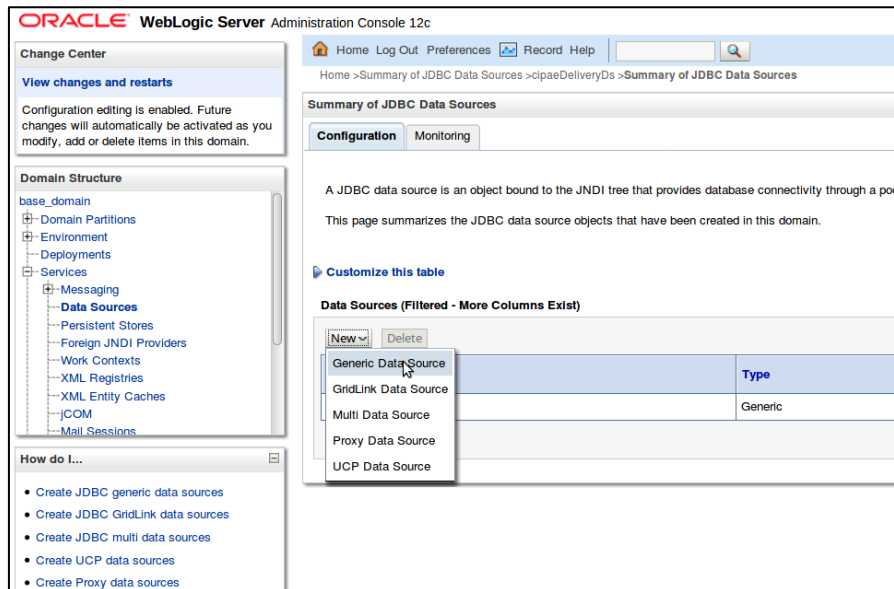 ORACLE WebLogic Server Administration Console 12c
Change Center
View changes and restarts
Configuration editing is enabled. Future
changes will automatically be activated as you
modify, add or delete items in this domain.
Domain Structure
base_domain
Domain Partitions
Environment
Deployments
Services
Messaging
Data Sources
Persistent Stores
Foreign JNDI Providers
Work Contexts
XML Registries
XML Entity Caches
jCOM
Mail Sessions
How do I...
Create JDBC generic data sources
Create JDBC GridLink data sources
Create JDBC multi data sources
Create UCP data sources
Create Proxy data sources
Home Log Out Preferences Record Help
Home >Summary of JDBC Data Sources >cipaeDeliveryDs >Summary of JDBC Data Sources
Summary of JDBC Data Sources
Configuration Monitoring
A JDBC data source is an object bound to the JNDI tree that provides database connectivity through a poo
This page summarizes the JDBC data source objects that have been created in this domain.
Customize this table
Data Sources (Filtered - More Columns Exist)
New Delete
Generic Data Source
GridLink Data Source
Multi Data Source
Proxy Data Source
UCP Data Source
Type
Generic